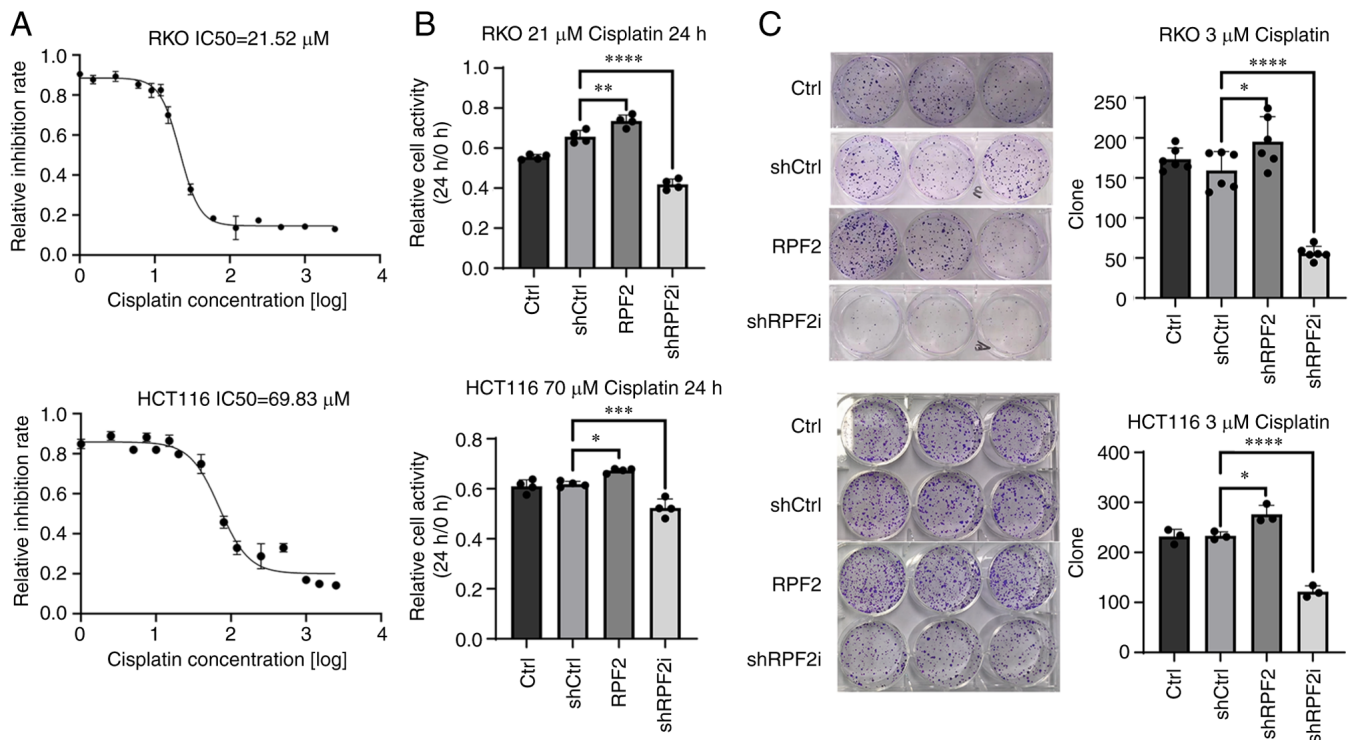 A
RKO IC50=21.52 μM
Relative inhibition rate
1.0
0.8
0.6
0.4
0.2
0.0
0 1 2 3 4
Cisplatin concentration [log]
HCT116 IC50=69.83 μM
Relative inhibition rate
1.0
0.8
0.6
0.4
0.2
0.0
0 1 2 3 4
Cisplatin concentration [log]
B
RKO 21 μM Cisplatin 24 h
****
**
Relative cell activity
(24 h/0 h)
1.0
0.8
0.6
0.4
0.2
0.0
Ctrl
shCtrl
RPF2
shRPF2i
HCT116 70 μM Cisplatin 24 h
***
*
Relative cell activity
(24 h/0 h)
0.8
0.6
0.4
0.2
0.0
Ctrl
shCtrl
RPF2
shRPF2i
C
Ctrl
shCtrl
RPF2
shRPF2i
RKO 3 μM Cisplatin
****
*
Clone
250
200
150
100
50
0
Ctrl
shCtrl
shRPF2
shRPF2i
Ctrl
shCtrl
RPF2
shRPF2i
HCT116 3 μM Cisplatin
****
*
Clone
400
300
200
100
0
Ctrl
shCtrl
shRPF2
shRPF2i